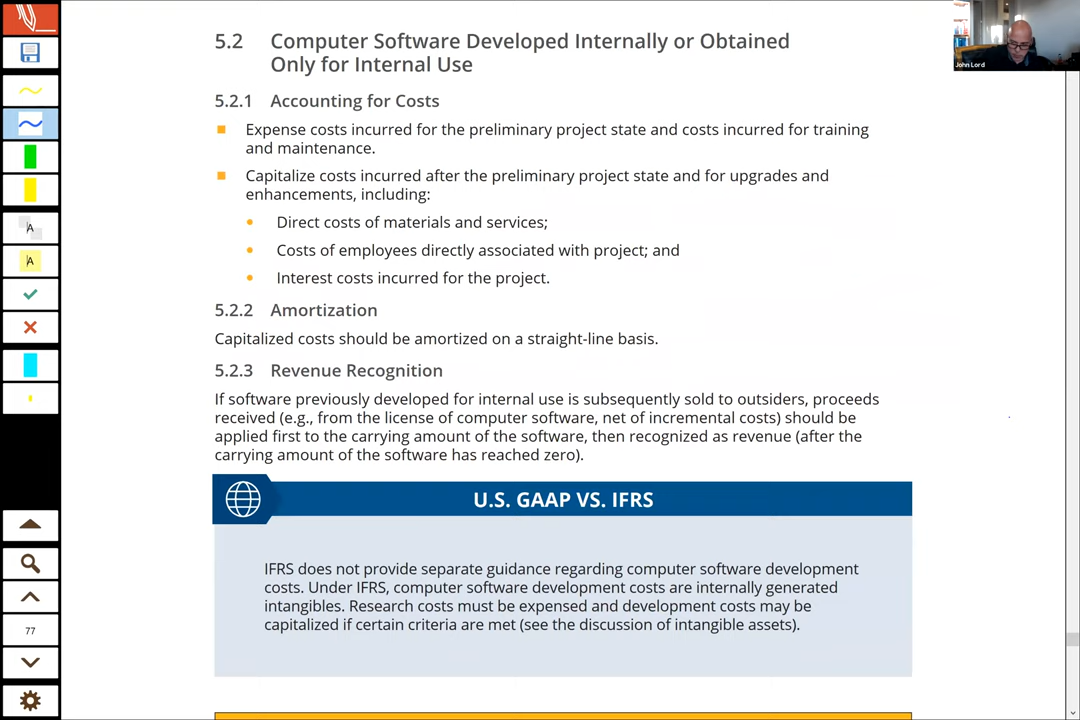 5.2 Computer Software Developed Internally or Obtained
Only for Internal Use
5.2.1 Accounting for Costs
Expense costs incurred for the preliminary project state and costs incurred for training
and maintenance.
Capitalize costs incurred after the preliminary project state and for upgrades and
enhancements, including:
Direct costs of materials and services;
Costs of employees directly associated with project; and
Interest costs incurred for the project.
5.2.2 Amortization
Capitalized costs should be amortized on a straight-line basis.
5.2.3 Revenue Recognition
If software previously developed for internal use is subsequently sold to outsiders, proceeds
received (e.g., from the license of computer software, net of incremental costs) should be
applied first to the carrying amount of the software, then recognized as revenue (after the
carrying amount of the software has reached zero).
U.S. GAAP VS. IFRS
IFRS does not provide separate guidance regarding computer software development
costs. Under IFRS, computer software development costs are internally generated
intangibles. Research costs must be expensed and development costs may be
capitalized if certain criteria are met (see the discussion of intangible assets).
John Lord
A
A
77